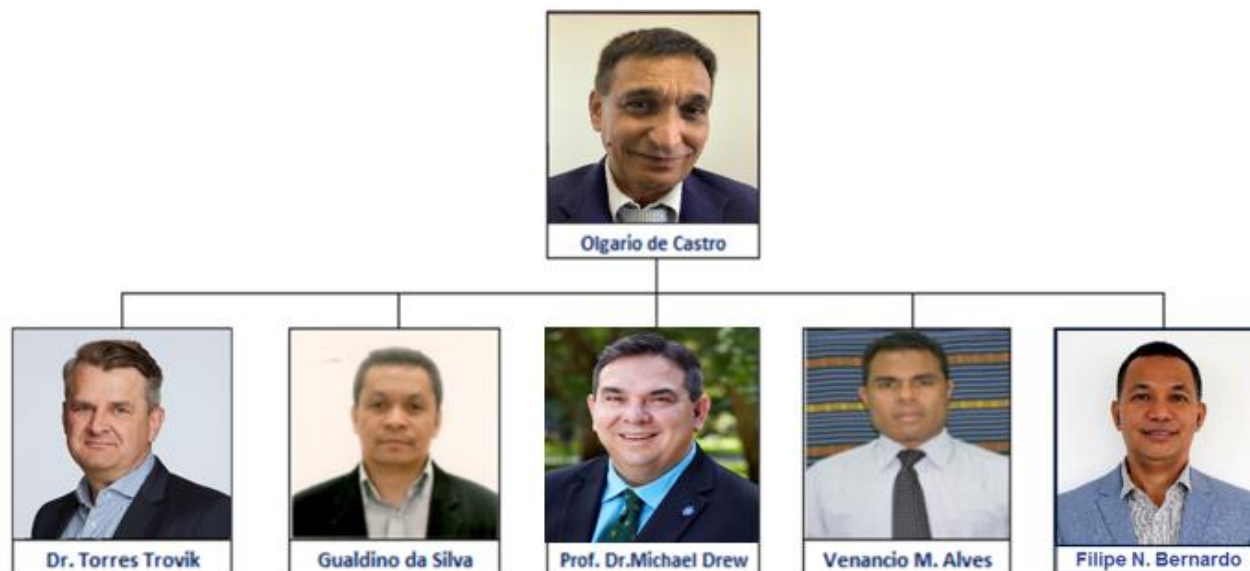 Olgario de Castro
Dr. Torres Trovik
Gualdino da Silva
Prof. Dr.Michael Drew
Venancio M. Alves
Filipe N. Bernardo